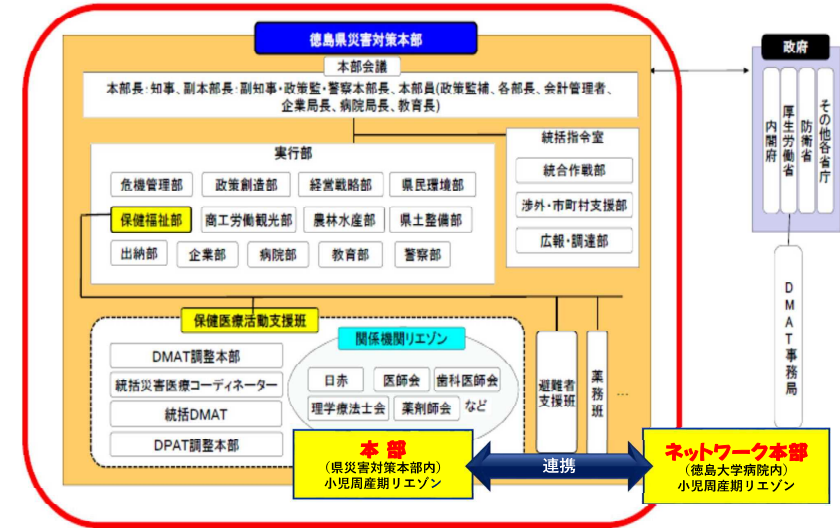 徳島県災害対策本部
本部会議
本部長：知事、副本部長：副知事・政策監・警察本部長、本部員(政策監補、各部長、会計管理者、
企業局長、病院局長、教育長)
実行部
危機管理部
政策創造部
経営戦略部
県民環境部
保健福祉部
商工労働観光部
農林水産部
県土整備部
出納部
企業部
病院部
教育部
警察部
統括指令室
統合作戦部
渉外・市町村支援部
広報・調達部
政府
内閣府
厚生労働省
防衛省
その他各省庁
DMAT事務局
保健医療活動支援班
DMAT調整本部
統括災害医療コーディネーター
統括DMAT
DPAT調整本部
関係機関リエゾン
日赤
医師会
歯科医師会
理学療法士会
薬剤師会
など
避難者
支援班
薬務班
…
本 部
（県災害対策本部内）
小児周産期リエゾン
連携
ネットワーク本部
（徳島大学病院内）
小児周産期リエゾン